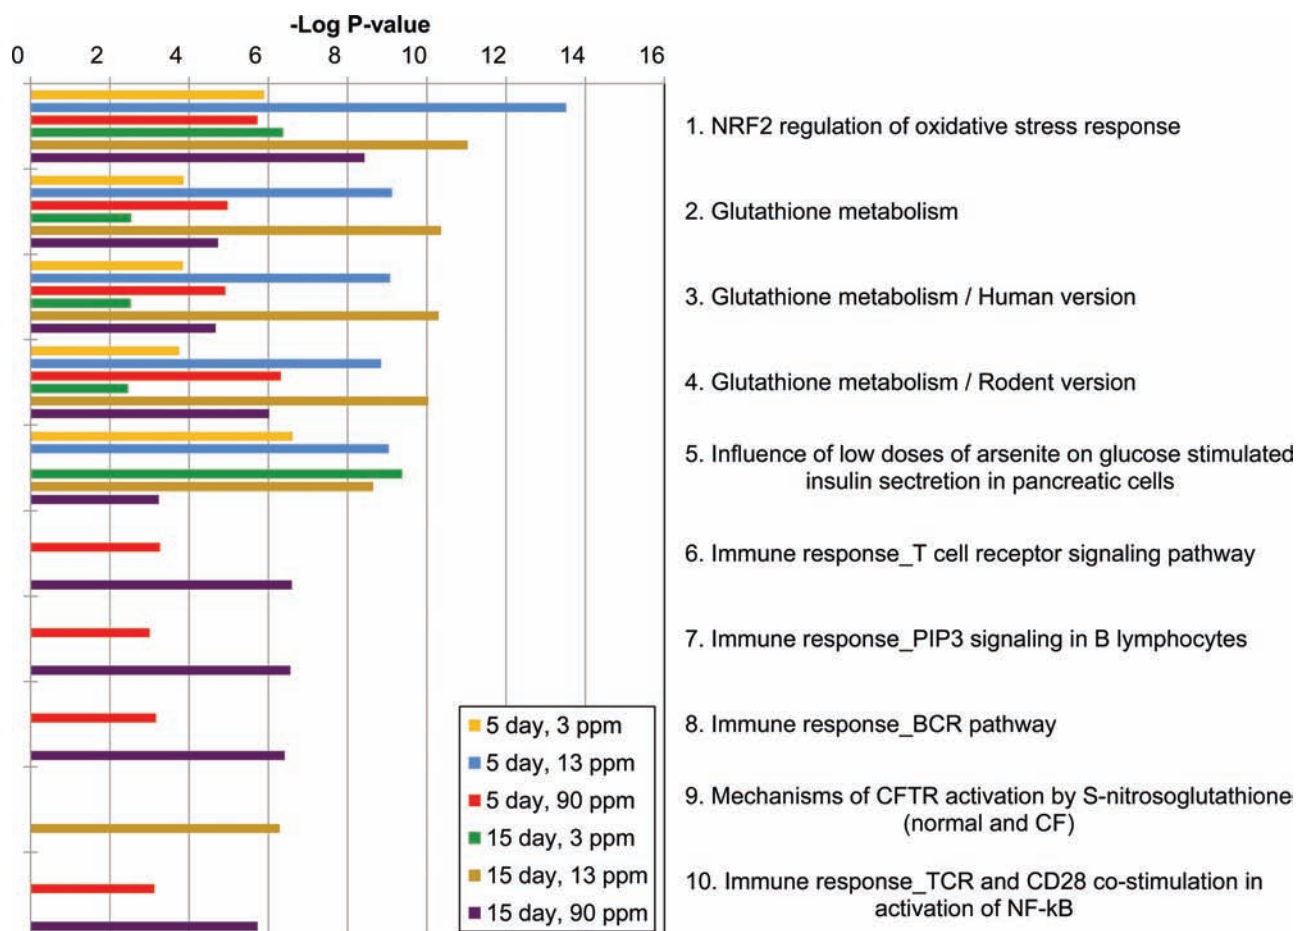 -Log P-value
0 2 4 6 8 10 12 14 16
1. NRF2 regulation of oxidative stress response
2. Glutathione metabolism
3. Glutathione metabolism / Human version
4. Glutathione metabolism / Rodent version
5. Influence of low doses of arsenite on glucose stimulated
insulin sectretion in pancreatic cells
6. Immune response_T cell receptor signaling pathway
7. Immune response_PIP3 signaling in B lymphocytes
8. Immune response_BCR pathway
9. Mechanisms of CFTR activation by S-nitrosoglutathione
(normal and CF)
10. Immune response_TCR and CD28 co-stimulation in
activation of NF-kB
5 day, 3 ppm
5 day, 13 ppm
5 day, 90 ppm
15 day, 3 ppm
15 day, 13 ppm
15 day, 90 ppm